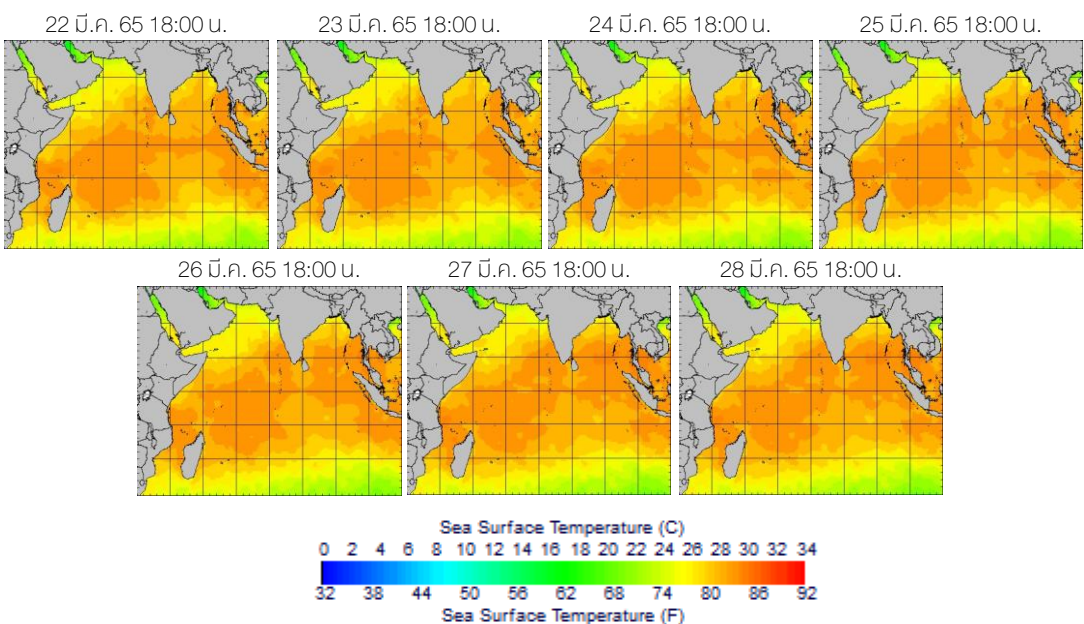 22 มี.ค. 65 18:00 น. 23 มี.ค. 65 18:00 น. 24 มี.ค. 65 18:00 น. 25 มี.ค. 65 18:00 น.
26 มี.ค. 65 18:00 น. 27 มี.ค. 65 18:00 น. 28 มี.ค. 65 18:00 น.
Sea Surface Temperature (C)
0 2 4 6 8 10 12 14 16 18 20 22 24 26 28 30 32 34
32 38 44 50 56 62 68 74 80 86 92
Sea Surface Temperature (F)